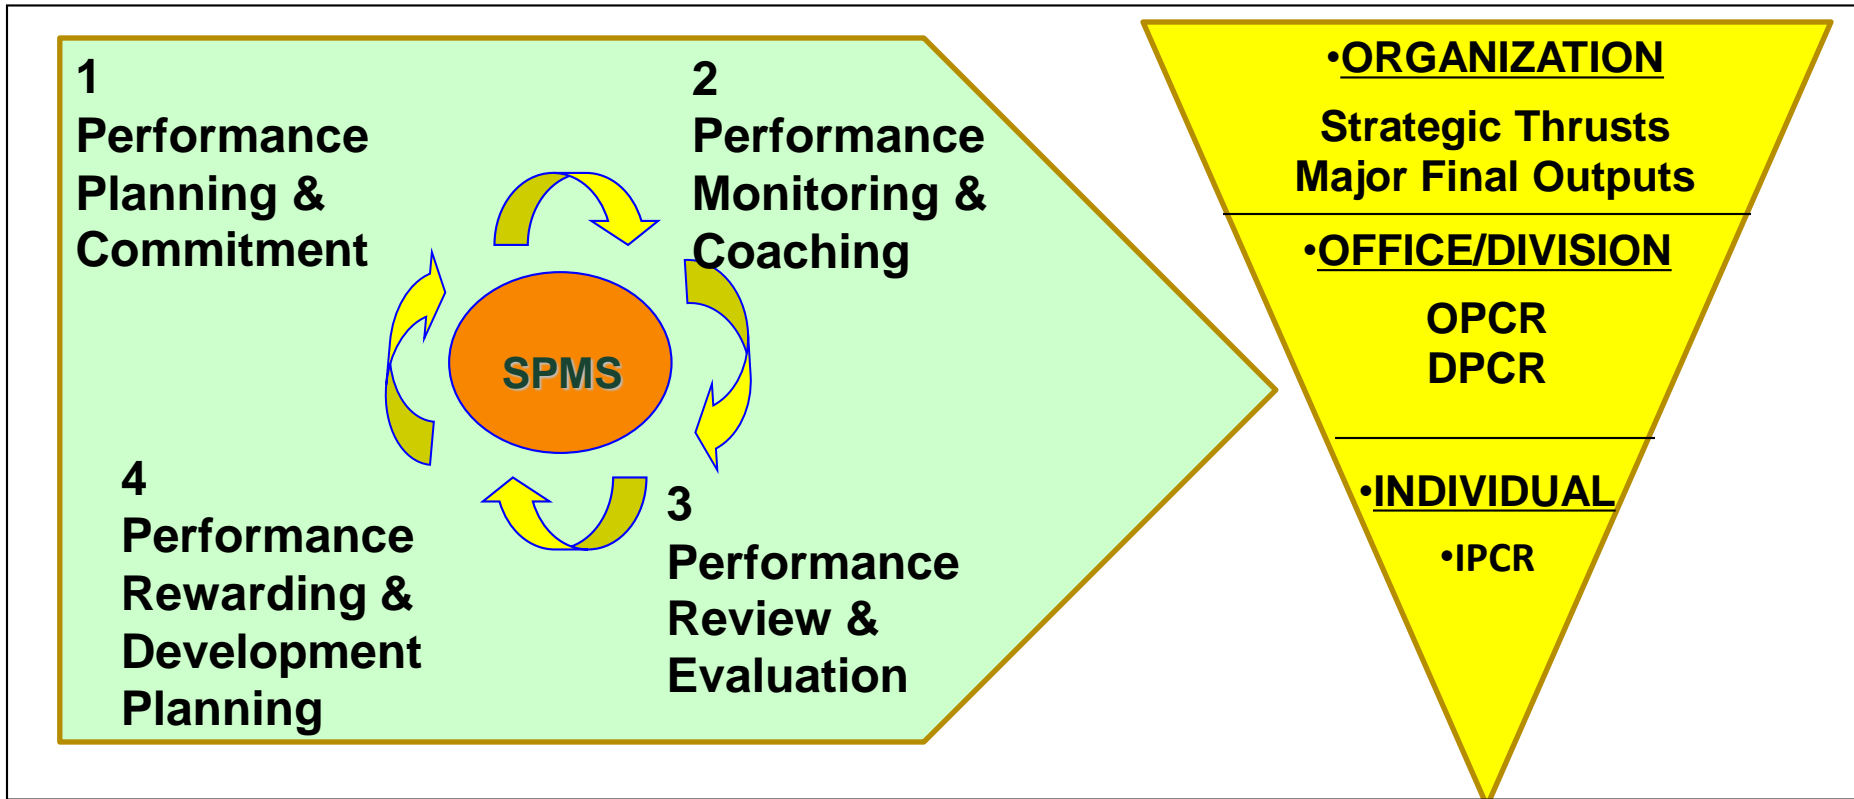 1
Performance
Planning &
Commitment
2
Performance
Monitoring &
Coaching
SPMS
3
Performance
Review &
Evaluation
4
Performance
Rewarding &
Development
Planning
•ORGANIZATION
Strategic Thrusts
Major Final Outputs
•OFFICE/DIVISION
OPCR
DPCR
•INDIVIDUAL
•IPCR